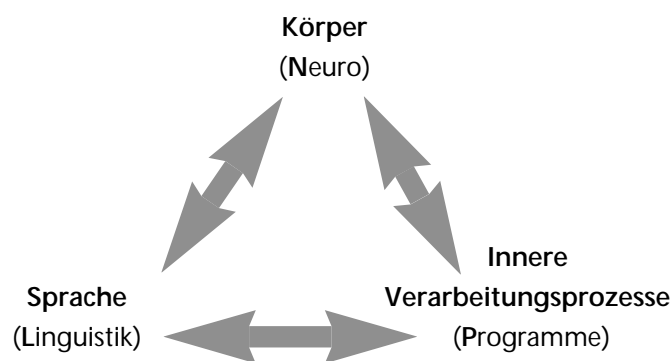 Körper
(Neuro)
Innere
Sprache
Verarbeitungsprozesse
(Linguistik)
(Programme)